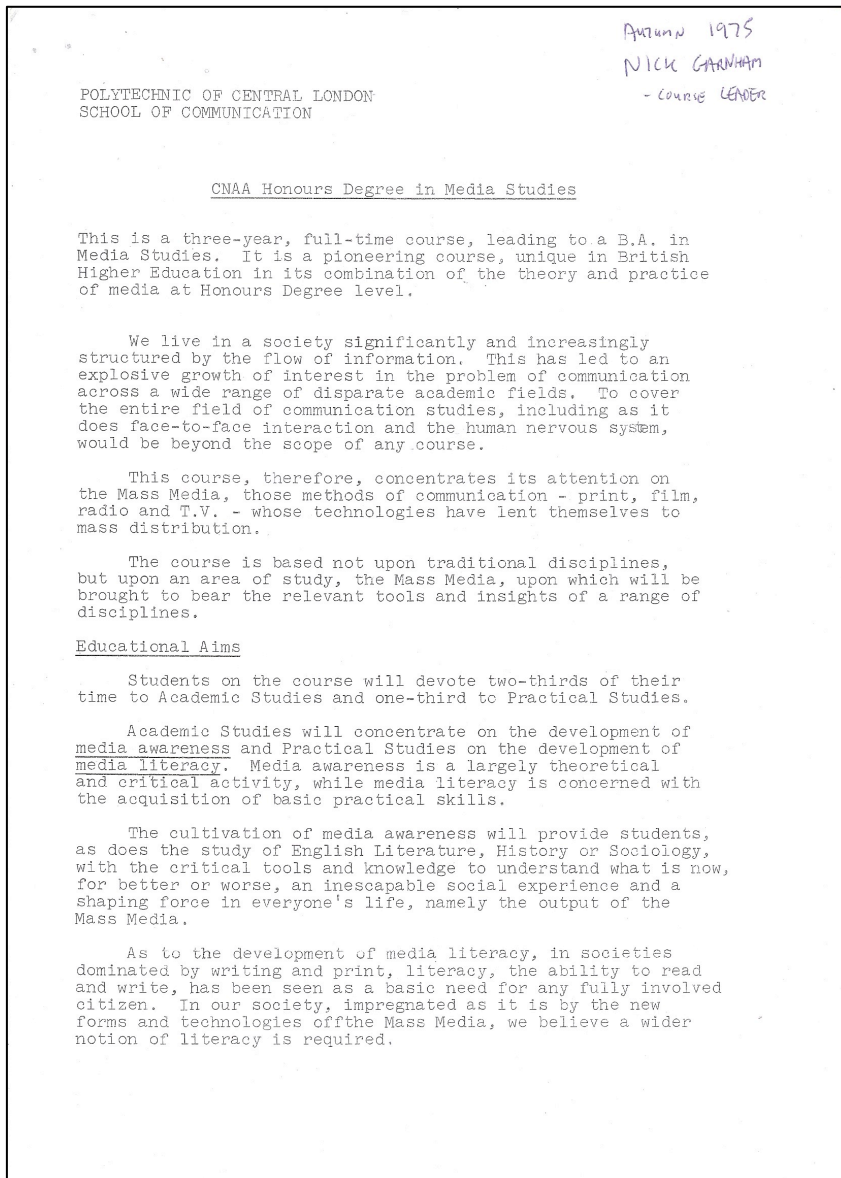 AUTUMN 1975
NICK GARNHAM
- COURSE LEADER
POLYTECHNIC OF CENTRAL LONDON
SCHOOL OF COMMUNICATION
CNAA Honours Degree in Media Studies
This is a three-year, full-time course, leading to a B.A. in
Media Studies. It is a pioneering course, unique in British
Higher Education in its combination of the theory and practice
of media at Honours Degree level.
We live in a society significantly and increasingly
structured by the flow of information. This has led to an
explosive growth of interest in the problem of communication
across a wide range of disparate academic fields. To cover
the entire field of communication studies, including as it
does face-to-face interaction and the human nervous system,
would be beyond the scope of any course.
This course, therefore, concentrates its attention on
the Mass Media, those methods of communication - print, film,
radio and T.V. - whose technologies have lent themselves to
mass distribution.
The course is based not upon traditional disciplines,
but upon an area of study, the Mass Media, upon which will be
brought to bear the relevant tools and insights of a range of
disciplines.
Educational Aims
Students on the course will devote two-thirds of their
time to Academic Studies and one-third to Practical Studies.
Academic Studies will concentrate on the development of
media awareness and Practical Studies on the development of
media literacy. Media awareness is a largely theoretical
and critical activity, while media literacy is concerned with
the acquisition of basic practical skills.
The cultivation of media awareness will provide students,
as does the study of English Literature, History or Sociology,
with the critical tools and knowledge to understand what is now,
for better or worse, an inescapable social experience and a
shaping force in everyone's life, namely the output of the
Mass Media.
As to the development of media literacy, in societies
dominated by writing and print, literacy, the ability to read
and write, has been seen as a basic need for any fully involved
citizen. In our society, impregnated as it is by the new
forms and technologies offthe Mass Media, we believe a wider
notion of literacy is required.